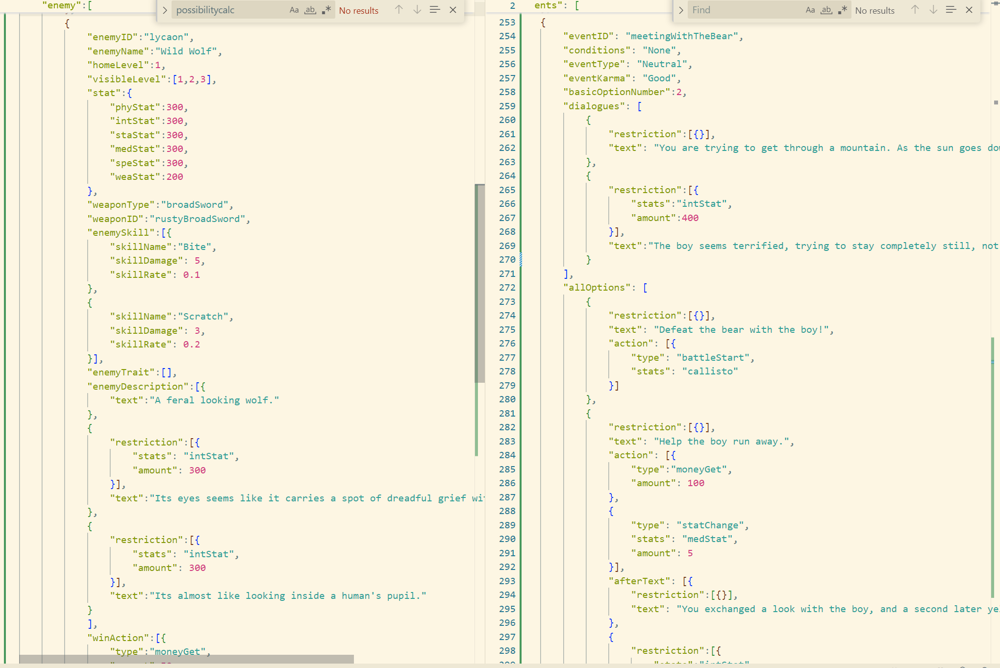 "enemy":[
possibilitycalc
Aa ab, .* No results
{
"enemyID":"lycaon",
"enemyName":"Wild Wolf",
"homeLevel":1,
"visibleLevel":[1,2,3],
"stat":{
"phyStat":300,
"intStat":300,
"staStat":300,
"medStat":300,
"speStat":300,
"weaStat":200
},
"weaponType":"broadSword",
"weaponID":"rustyBroadSword",
"enemySkill":[{
"skillName":"Bite",
"skillDamage": 5,
"skillRate": 0.1
},
{
"skillName":"Scratch",
"skillDamage": 3,
"skillRate": 0.2
}],
"enemyTrait":[],
"enemyDescription":[{
"text":"A feral looking wolf."
},
{
"restriction":[{
"stats": "intStat",
"amount": 300
}],
"text":"Its eyes seems like it carries a spot of dreadful grief wi
},
{
"restriction":[{
"stats": "intStat",
"amount": 300
}],
"text":"Its almost like looking inside a human's pupil."
}
],
"winAction":[{
"type":"moneyGet",
2 ents": [
Find
Aa ab, .* No results
253 {
254 "eventID": "meetingWithTheBear",
255 "conditions": "None",
256 "eventType": "Neutral",
257 "eventKarma": "Good",
258 "basicOptionNumber":2,
259 "dialogues": [
260 {
261 "restriction":[{}],
262 "text": "You are trying to get through a mountain. As the sun goes do
263 },
264 {
265 "restriction":[{
266 "stats":"intStat",
267 "amount":400
268 }],
269 "text":"The boy seems terrified, trying to stay completely still, not
270 }
271 ],
272 "allOptions": [
273 {
274 "restriction":[{}],
275 "text": "Defeat the bear with the boy!",
276 "action": [{
277 "type": "battleStart",
278 "stats": "callisto"
279 }]
280 },
281 {
282 "restriction":[{}],
283 "text": "Help the boy run away.",
284 "action": [{
285 "type":"moneyGet",
286 "amount": 100
287 },
288 {
289 "type": "statChange",
290 "stats": "medStat",
291 "amount": 5
292 }],
293 "afterText": [{
294 "restriction":[{}],
295 "text": "You exchanged a look with the boy, and a second later ye
296 },
297 {
298 "restriction":[{